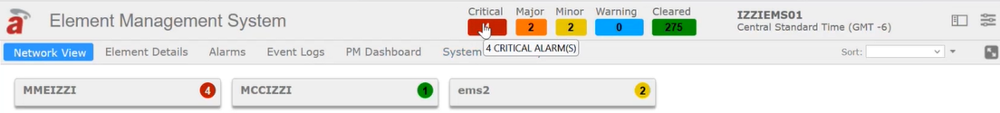 Element Management System
Critical Major Minor Warning Cleared
2 2 0 275
IZZIEMS01
Central Standard Time (GMT -6)
4 CRITICAL ALARM(S)
Network View Element Details Alarms Event Logs PM Dashboard System
Sort:
MMEIZZI 4
MCCIZZI 1
ems2 2